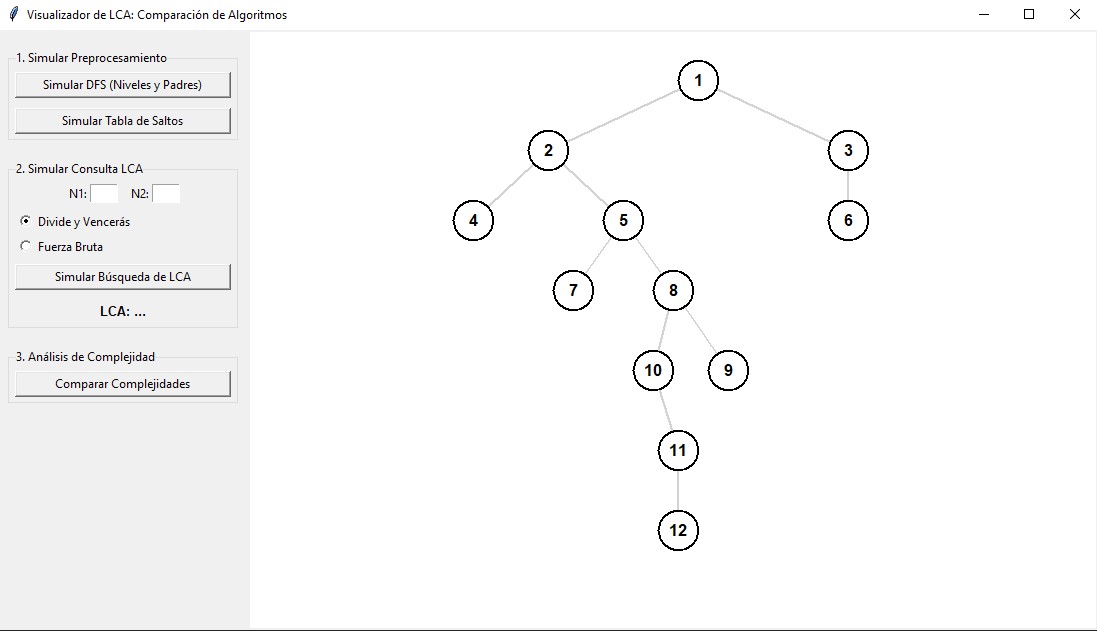 Visualizador de LCA: Comparación de Algoritmos
1. Simular Preprocesamiento
Simular DFS (Niveles y Padres)
Simular Tabla de Saltos
2. Simular Consulta LCA
N1: N2:
Divide y Vencerás
Fuerza Bruta
Simular Búsqueda de LCA
LCA: ...
3. Análisis de Complejidad
Comparar Complejidades
1
2 3
4 5 6
7 8
10 9
11
12